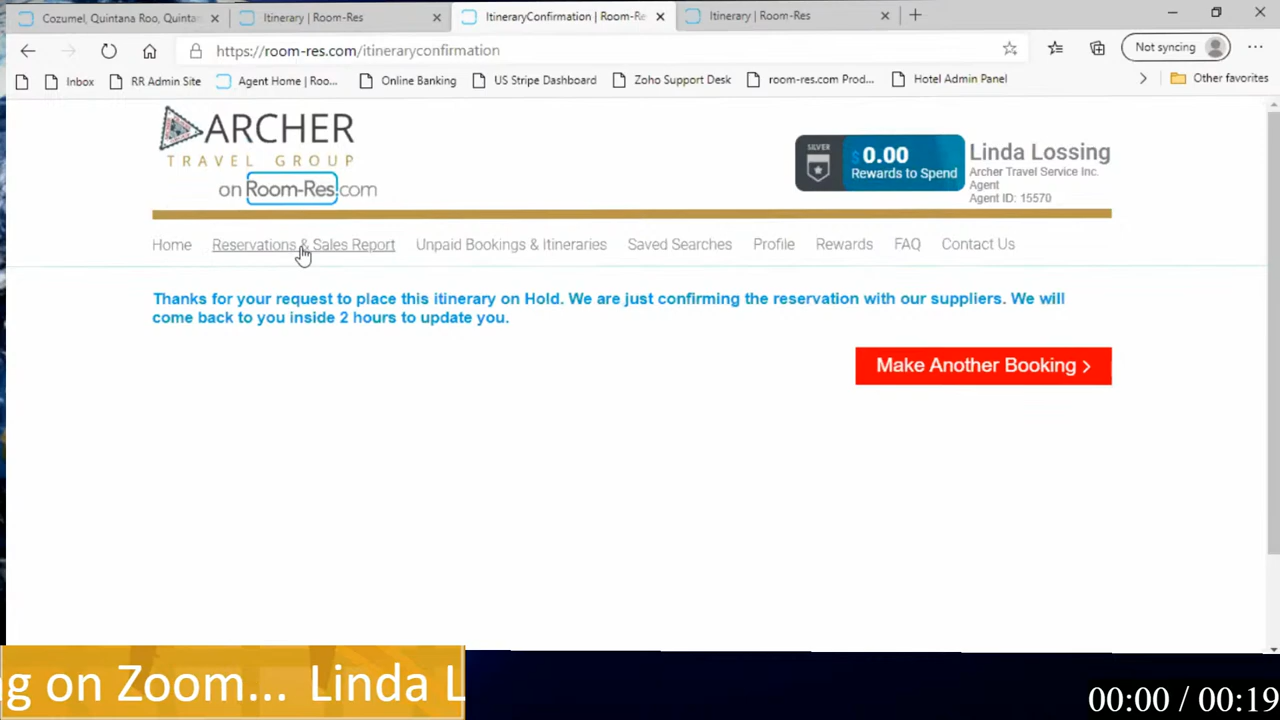 Cozumel, Quintana Roo, Quintan
Itinerary | Room-Res
ItineraryConfirmation | Room-Re
Itinerary | Room-Res
https://room-res.com/itineraryconfirmation
Not syncing
Inbox
RR Admin Site
Agent Home | Roo...
Online Banking
US Stripe Dashboard
Zoho Support Desk
room-res.com Prod...
Hotel Admin Panel
Other favorites
ARCHER
TRAVEL GROUP
on Room-Res.com
SILVER
$0.00
Rewards to Spend
Linda Lossing
Archer Travel Service Inc.
Agent
Agent ID: 15570
Home
Reservations & Sales Report
Unpaid Bookings & Itineraries
Saved Searches
Profile
Rewards
FAQ
Contact Us
Thanks for your request to place this itinerary on Hold. We are just confirming the reservation with our suppliers. We will
come back to you inside 2 hours to update you.
Make Another Booking >
g on Zoom... Linda L
00:00 / 00:19